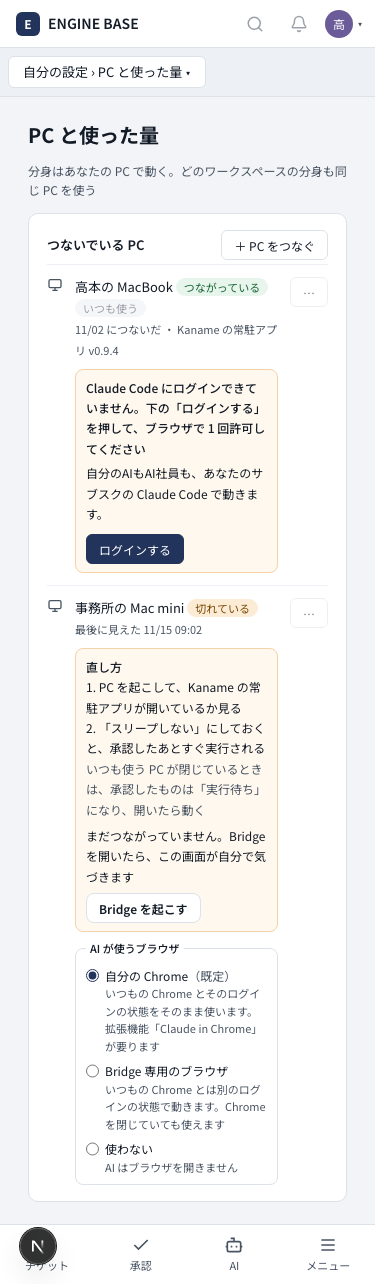 E ENGINE BASE 高
自分の設定 › PC と使った量 ▾
PC と使った量
分身はあなたの PC で動く。どのワークスペースの分身も同
じ PC を使う
つないでいる PC
＋ PC をつなぐ
高本の MacBook つながっている
いつも使う
11/02 につないだ ・ Kaname の常駐アプ
リ v0.9.4
…
Claude Code にログインできて
いません。下の「ログインする」
を押して、ブラウザで 1 回許可し
てください
自分のAIもAI社員も、あなたのサ
ブスクの Claude Code で動きま
す。
ログインする
事務所の Mac mini 切れている
最後に見えた 11/15 09:02
…
直し方
1. PC を起こして、Kaname の常
駐アプリが開いているか見る
2. 「スリープしない」にしておく
と、承認したあとすぐ実行される
いつも使う PC が閉じているとき
は、承認したものは「実行待ち」
になり、開いたら動く
まだつながっていません。Bridge
を開いたら、この画面が自分で気
づきます
Bridge を起こす
AI が使うブラウザ
自分の Chrome（既定）
いつもの Chrome とそのログイ
ンの状態をそのまま使います。
拡張機能「Claude in Chrome」
が要ります
Bridge 専用のブラウザ
いつもの Chrome とは別のログ
インの状態で動きます。Chrome
を閉じていても使えます
使わない
AI はブラウザを開きません
N
チケット
承認
AI
メニュー